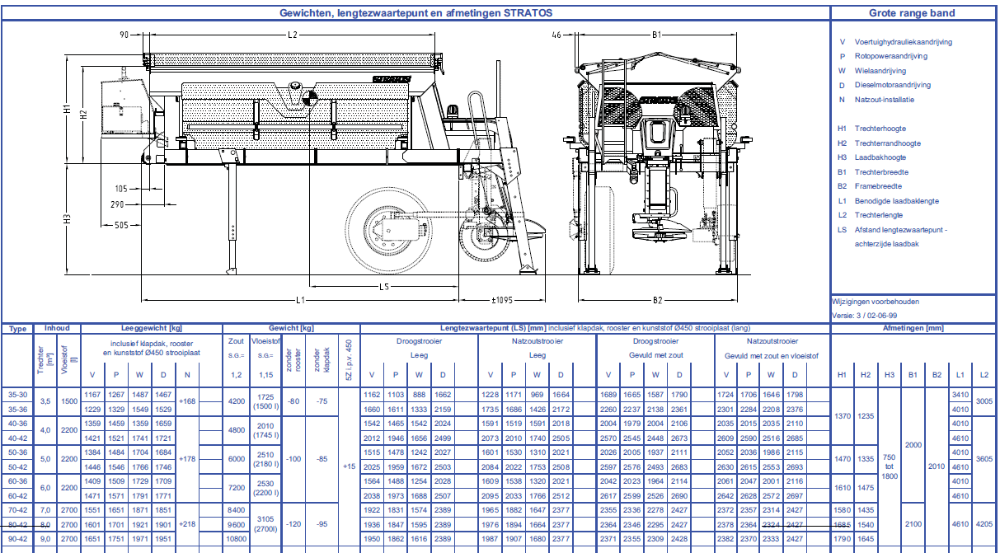 Gewichten, lengtezwaartepunt en afmetingen STRATOS
Grote range band
90 L2 46 B1
STRATOS
STRATOS
H1 H2 H3
105
290
505
LS
L1 ±1095 B2
V Voertuighydrauliekaandrijving
P Rotopoweraandrijving
W Wielaandrijving
D Dieselmotoraandrijving
N Natzout-installatie
H1 Trechterhoogte
H2 Trechterrandhoogte
H3 Laadbakhoogte
B1 Trechterbreedte
B2 Framebreedte
L1 Benodigde laadbaklengte
L2 Trechterlengte
LS Afstand lengtezwaartepunt -
achterzijde laadbak
Wijzigingen voorbehouden
Versie: 3 / 02-06-99
Type Inhoud Leeggewicht [kg] Gewicht [kg] Lengtezwaartepunt (LS) [mm] inclusief klapdak, rooster en kunststof Ø450 strooiplaat (lang) Afmetingen [mm]
Trechter [m³] Vloeistof [l]
inclusief klapdak, rooster
en kunststof Ø450 strooiplaat
Zout s.G.= 1,2
Vloeistof s.G.= 1,15
zonder rooster
zonder klapdak
5Z i.p.v. 450
Droogstrooier Natzoutstrooier Droogstrooier Natzoutstrooier
Leeg Leeg Gevuld met zout Gevuld met zout en vloeistof
V P W D N V P W D V P W D V P W D V P W D H1 H2 H3 B1 B2 L1 L2
35-30 3,5 1500 1167 1267 1487 1467 +168 4200 1725 (1500 l) -80 -75 1162 1103 888 1662 1228 1171 969 1664 1689 1665 1587 1790 1724 1706 1646 1798 1370 1235 3410 3005
35-36 1229 1329 1549 1529 1660 1611 1333 2159 1735 1686 1426 2172 2260 2237 2138 2361 2301 2284 2208 2376 4010
40-36 4,0 2200 1359 1459 1359 1659 +178 4800 2010 (1745 l) -100 -85 +15 1542 1465 1542 2024 1591 1519 1591 2018 2004 1979 2004 2106 2035 2015 2035 2110 2000 4010 3605
40-42 1421 1521 1741 1721 2012 1946 1656 2499 2073 2010 1740 2505 2570 2545 2448 2673 2609 2590 2516 2685 4610
50-36 5,0 2200 1384 1484 1704 1684 6000 2510 (2180 l) 1515 1478 1242 2027 1601 1530 1310 2021 2026 2005 1937 2111 2052 2036 1986 2115 1470 1335 750 tot 1800 2010 4010
50-42 1446 1546 1766 1746 2025 1959 1672 2503 2084 2022 1753 2508 2597 2576 2493 2683 2630 2615 2553 2693 4610
60-36 6,0 2200 1409 1509 1729 1709 7200 2530 (2200 l) 1564 1488 1254 2028 1609 1538 1320 2021 2042 2023 1964 2114 2061 2047 2001 2116 1610 1475 4010
60-42 1471 1571 1791 1771 2038 1973 1688 2507 2095 2033 1766 2512 2617 2599 2526 2690 2642 2628 2572 2697 4610
70-42 7,0 2700 1551 1651 1871 1851 +218 8400 3105 (2700l) -120 -95 1922 1831 1574 2389 1965 1882 1647 2377 2355 2336 2278 2427 2372 2357 2314 2427 1580 1435 2100 4610 4205
80-42 8,0 2700 1601 1701 1921 1901 9600 1936 1847 1595 2389 1976 1894 1664 2377 2364 2346 2295 2427 2378 2364 2324 2427 1685 1540
90-42 9,0 2700 1651 1751 1971 1951 10800 1950 1862 1616 2389 1987 1907 1680 2377 2371 2355 2309 2428 2382 2370 2333 2427 1790 1645